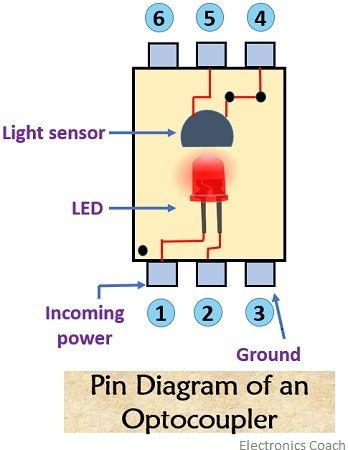 6 5 4
Light sensor
LED
Incoming
power
1 2 3
Ground
Pin Diagram of an
Optocoupler
Electronics Coach